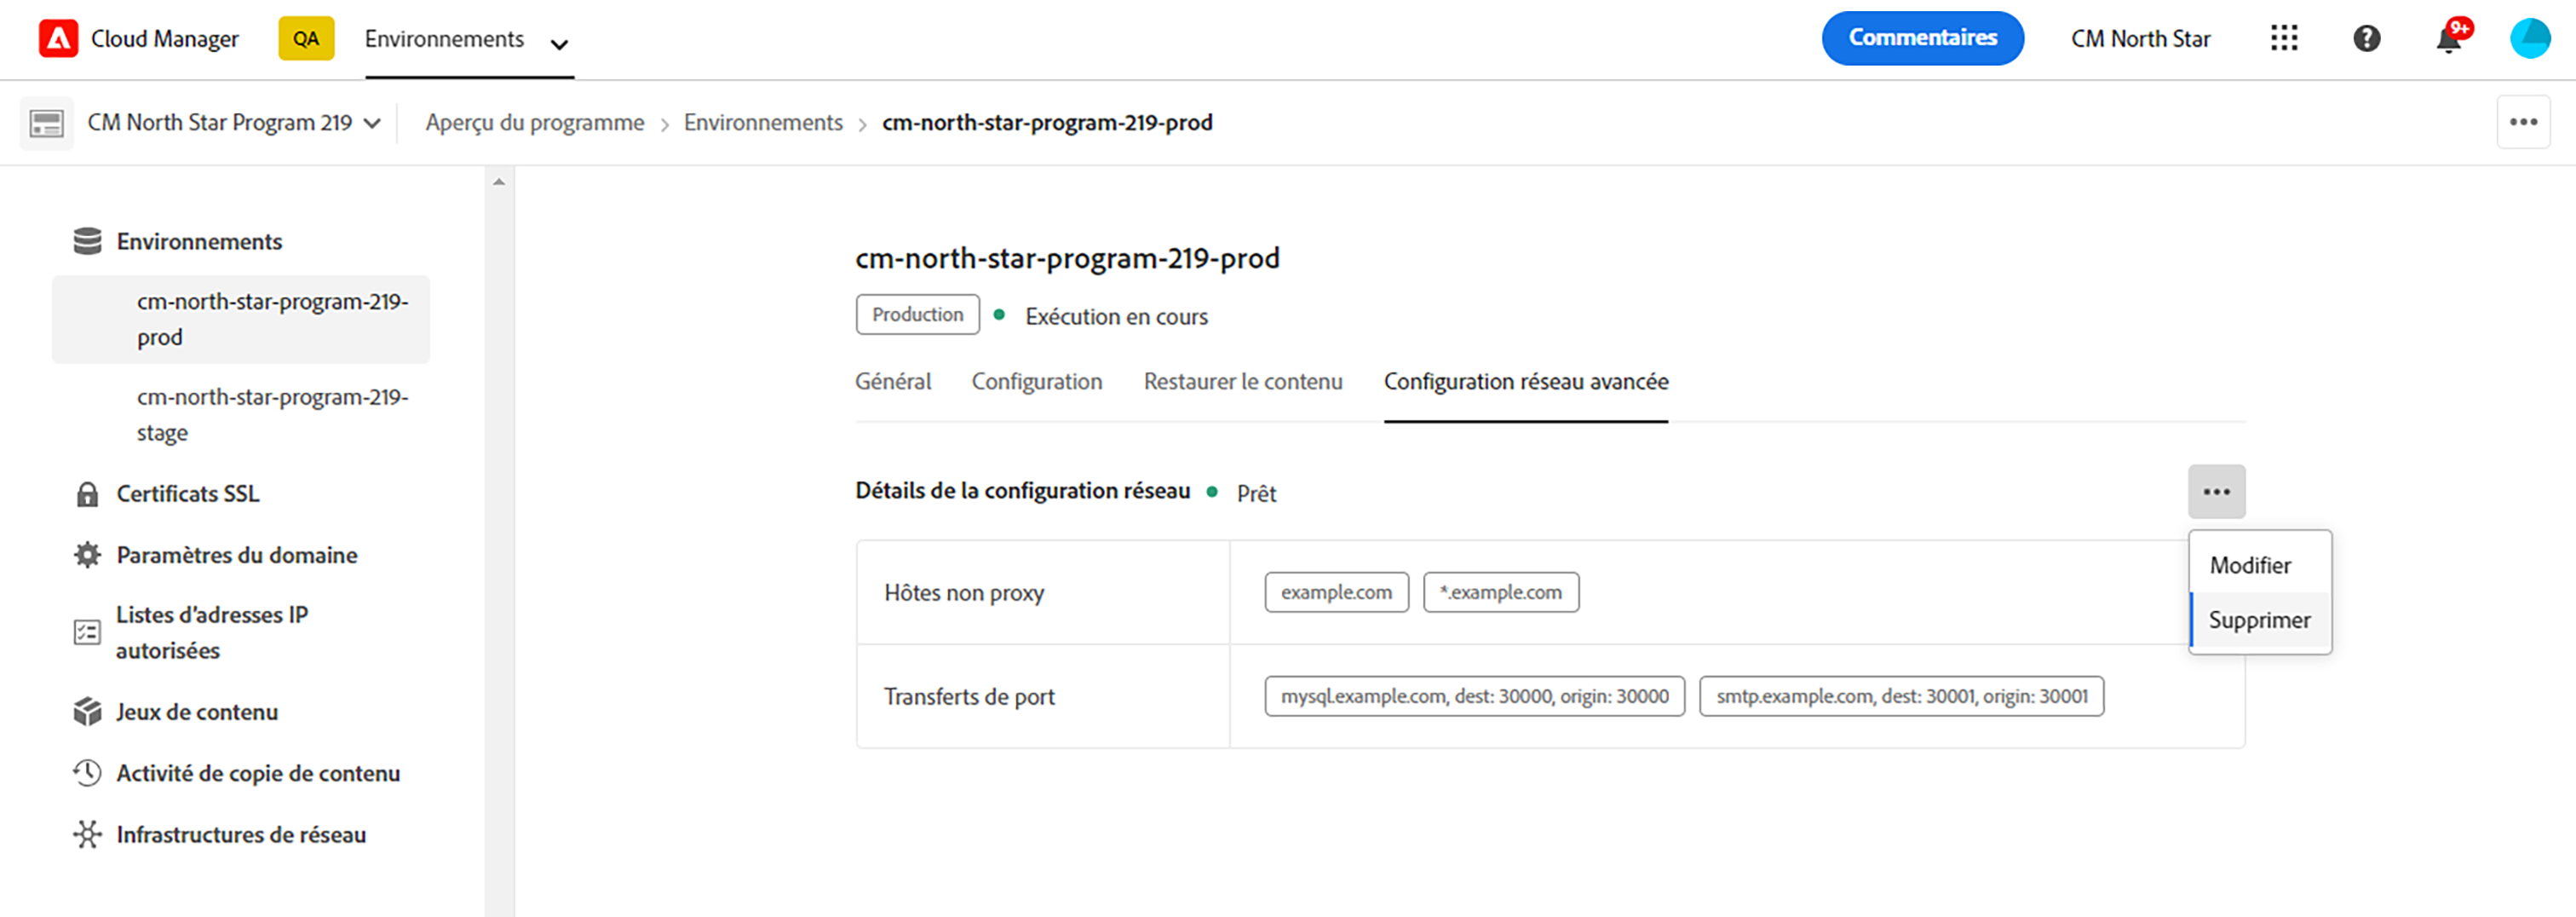 Cloud Manager QA Environnements Commentaires CM North Star 9+
CM North Star Program 219 Aperçu du programme Environnements cm-north-star-program-219-prod
Environnements
cm-north-star-program-219-
prod
cm-north-star-program-219-
stage
Certificats SSL
Paramètres du domaine
Listes d'adresses IP
autorisées
Jeux de contenu
Activité de copie de contenu
Infrastructures de réseau
cm-north-star-program-219-prod
Production Exécution en cours
Général Configuration Restaurer le contenu Configuration réseau avancée
Détails de la configuration réseau Prêt
Modifier
Supprimer
Hôtes non proxy example.com *.example.com
Transferts de port mysql.example.com, dest: 30000, origin: 30000 smtp.example.com, dest: 30001, origin: 30001